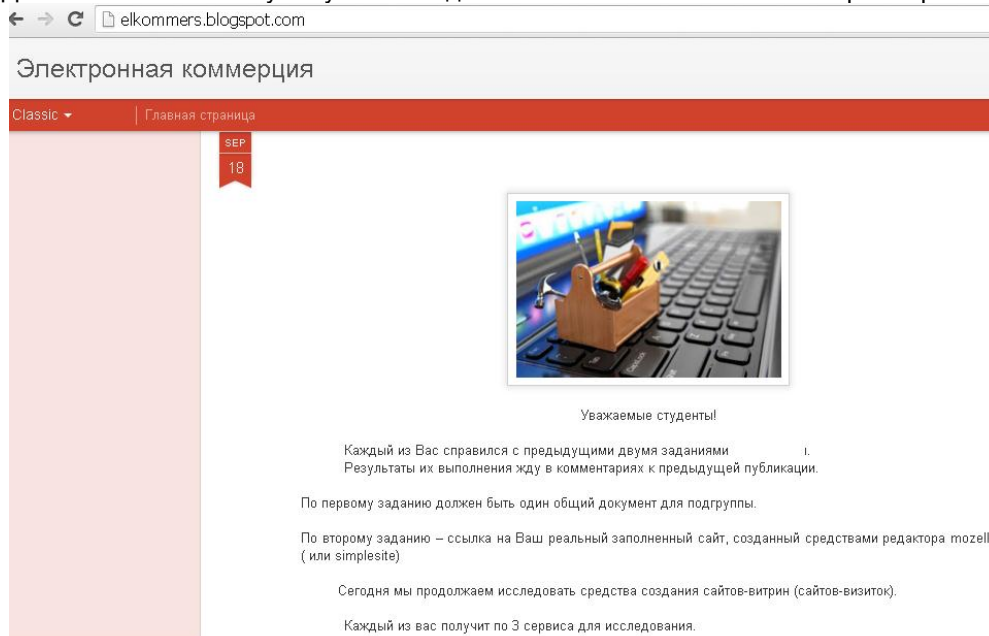 elkommers.blogspot.com
Электронная коммерция
Classic
Главная страница
SEP
18
Уважаемые студенты!
Каждый из Вас справился с предыдущими двумя заданиями
Результаты их выполнения жду в комментариях к предыдущей публикации.
По первому заданию должен быть один общий документ для подгруппы.
По второму заданию – ссылка на Ваш реальный заполненный сайт, созданный средствами редактора mozell
( или simplesite)
Сегодня мы продолжаем исследовать средства создания сайтов-витрин (сайтов-визиток).
Каждый из вас получит по 3 сервиса для исследования.